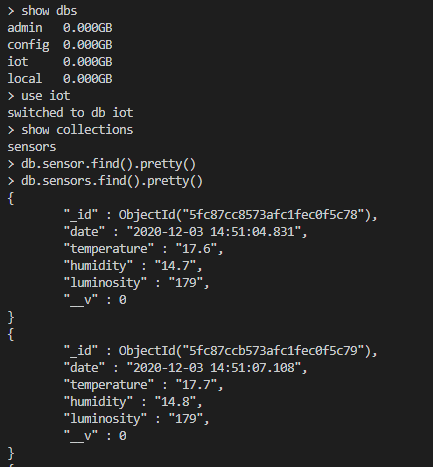 > show dbs
admin   0.000GB
config  0.000GB
iot     0.000GB
local   0.000GB
> use iot
switched to db iot
> show collections
sensors
> db.sensor.find().pretty()
> db.sensors.find().pretty()
{
        "_id" : ObjectId("5fc87cc8573afc1fec0f5c78"),
        "date" : "2020-12-03 14:51:04.831",
        "temperature" : "17.6",
        "humidity" : "14.7",
        "luminosity" : "179",
        "__v" : 0
}
{
        "_id" : ObjectId("5fc87ccb573afc1fec0f5c79"),
        "date" : "2020-12-03 14:51:07.108",
        "temperature" : "17.7",
        "humidity" : "14.8",
        "luminosity" : "179",
        "__v" : 0
}
{